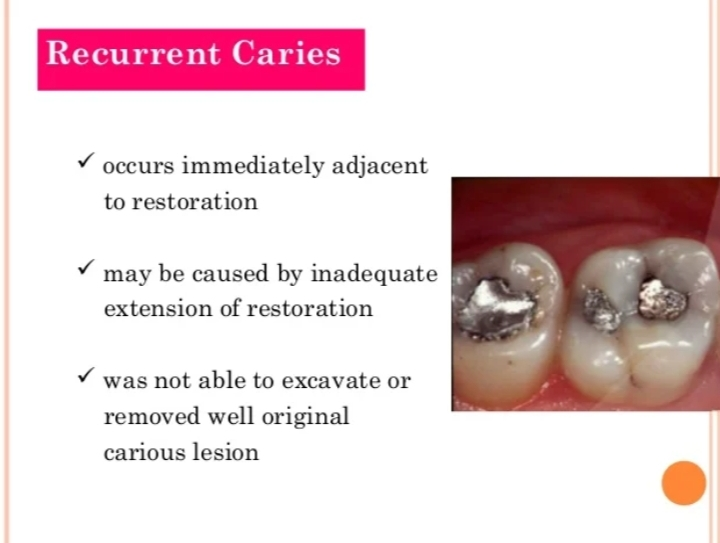 Recurrent Caries
✓ occurs immediately adjacent
to restoration
✓ may be caused by inadequate
extension of restoration
✓ was not able to excavate or
removed well original
carious lesion